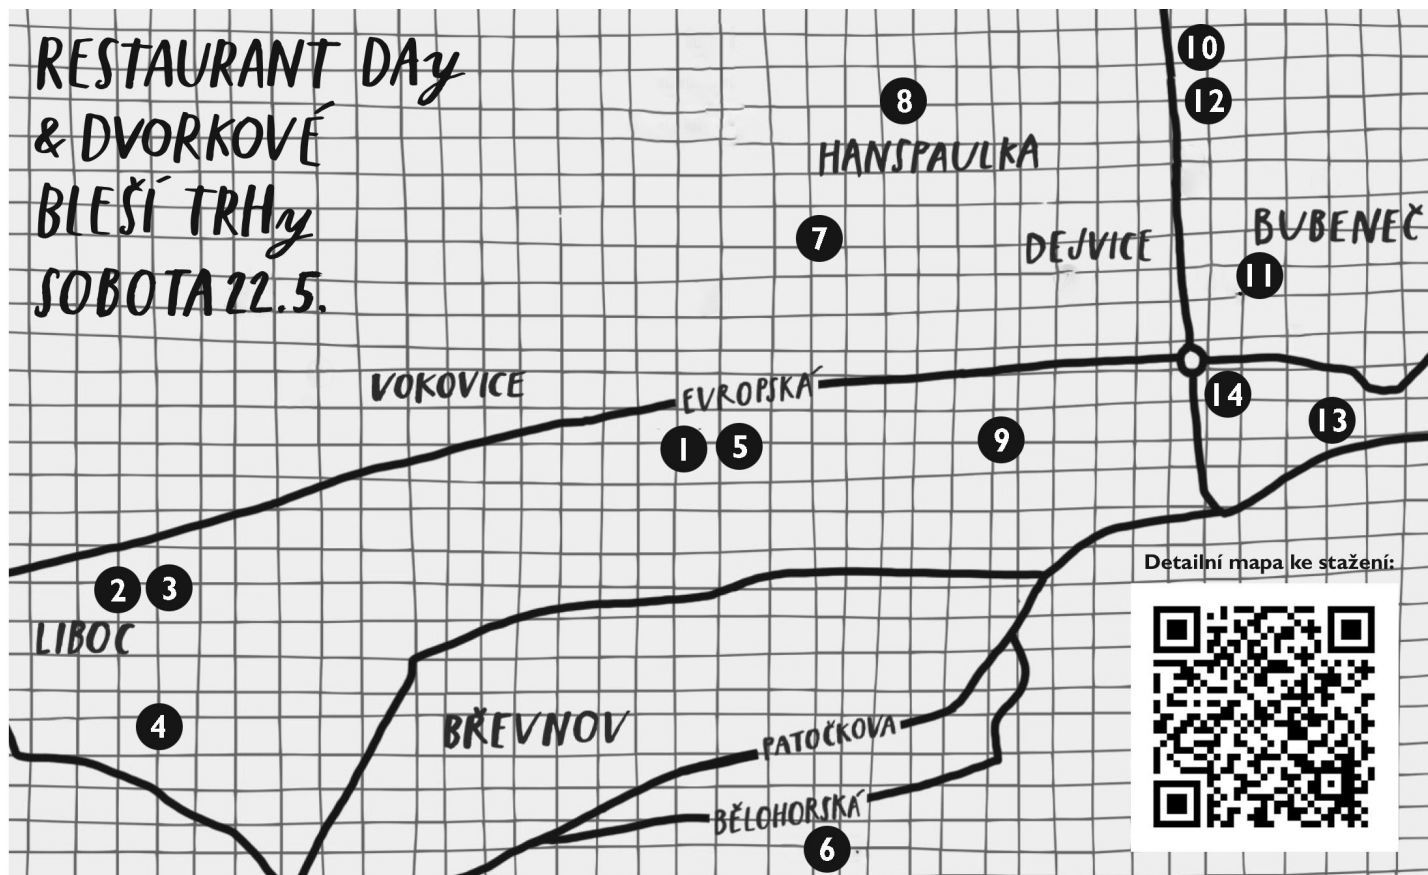 RESTAURANT DAy
& DVORKOVÉ
BLEŠÍ TRHy
SOBOTA 22.5.
10
8
12
HANSPAULKA
7
DEJVICE
BUBENEČ
11
VOKOVICE
EVROPSKÁ
14
1
5
9
13
Detailní mapa ke stažení:
2
3
LIBOC
4
BŘEVNOV
PATOČKOVA
BĚLOHORSKÁ
6